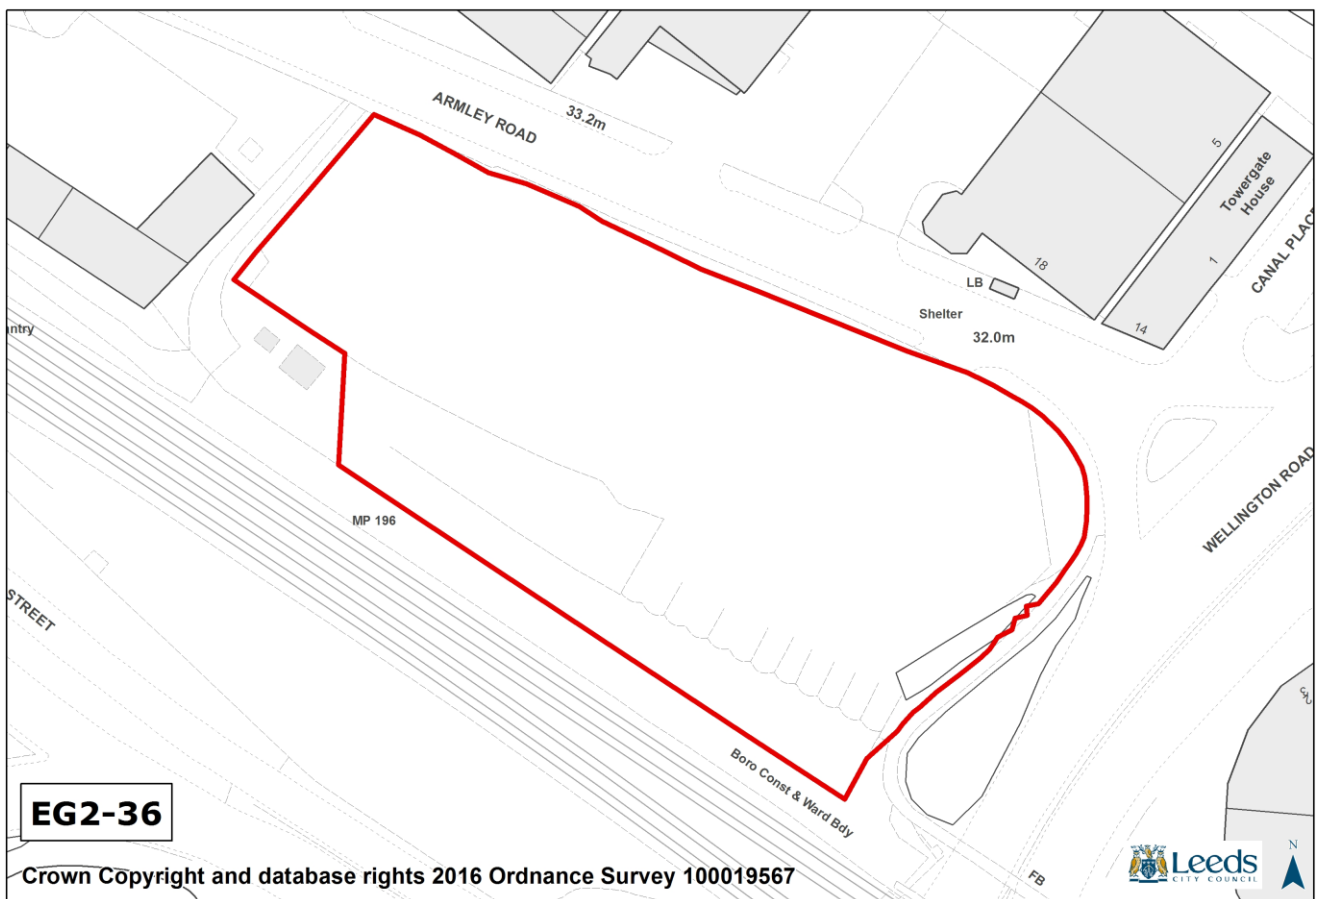 ARMLEY ROAD
33.2m
5
Towergate
House
1
CANAL PLACE
18
LB
14
Shelter
32.0m
antry
WELLINGTON ROAD
MP 196
STREET
Boro Const & Ward Bdy
EG2-36
FB
Leeds
CITY COUNCIL
N
Crown Copyright and database rights 2016 Ordnance Survey 100019567